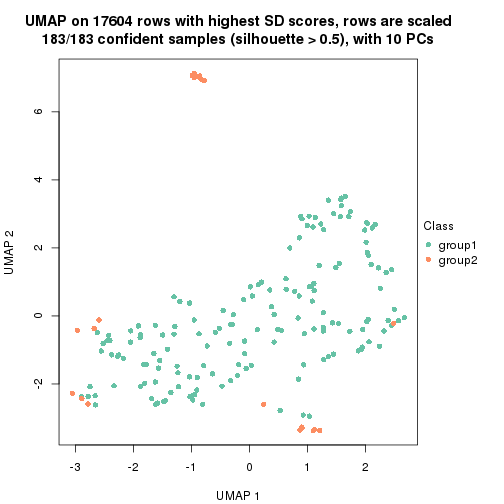 UMAP on 17604 rows with highest SD scores, rows are scaled
183/183 confident samples (silhouette > 0.5), with 10 PCs
6
4
2
0
-2
UMAP 2
-3
-2
-1
0
1
2
UMAP 1
Class
group1
group2